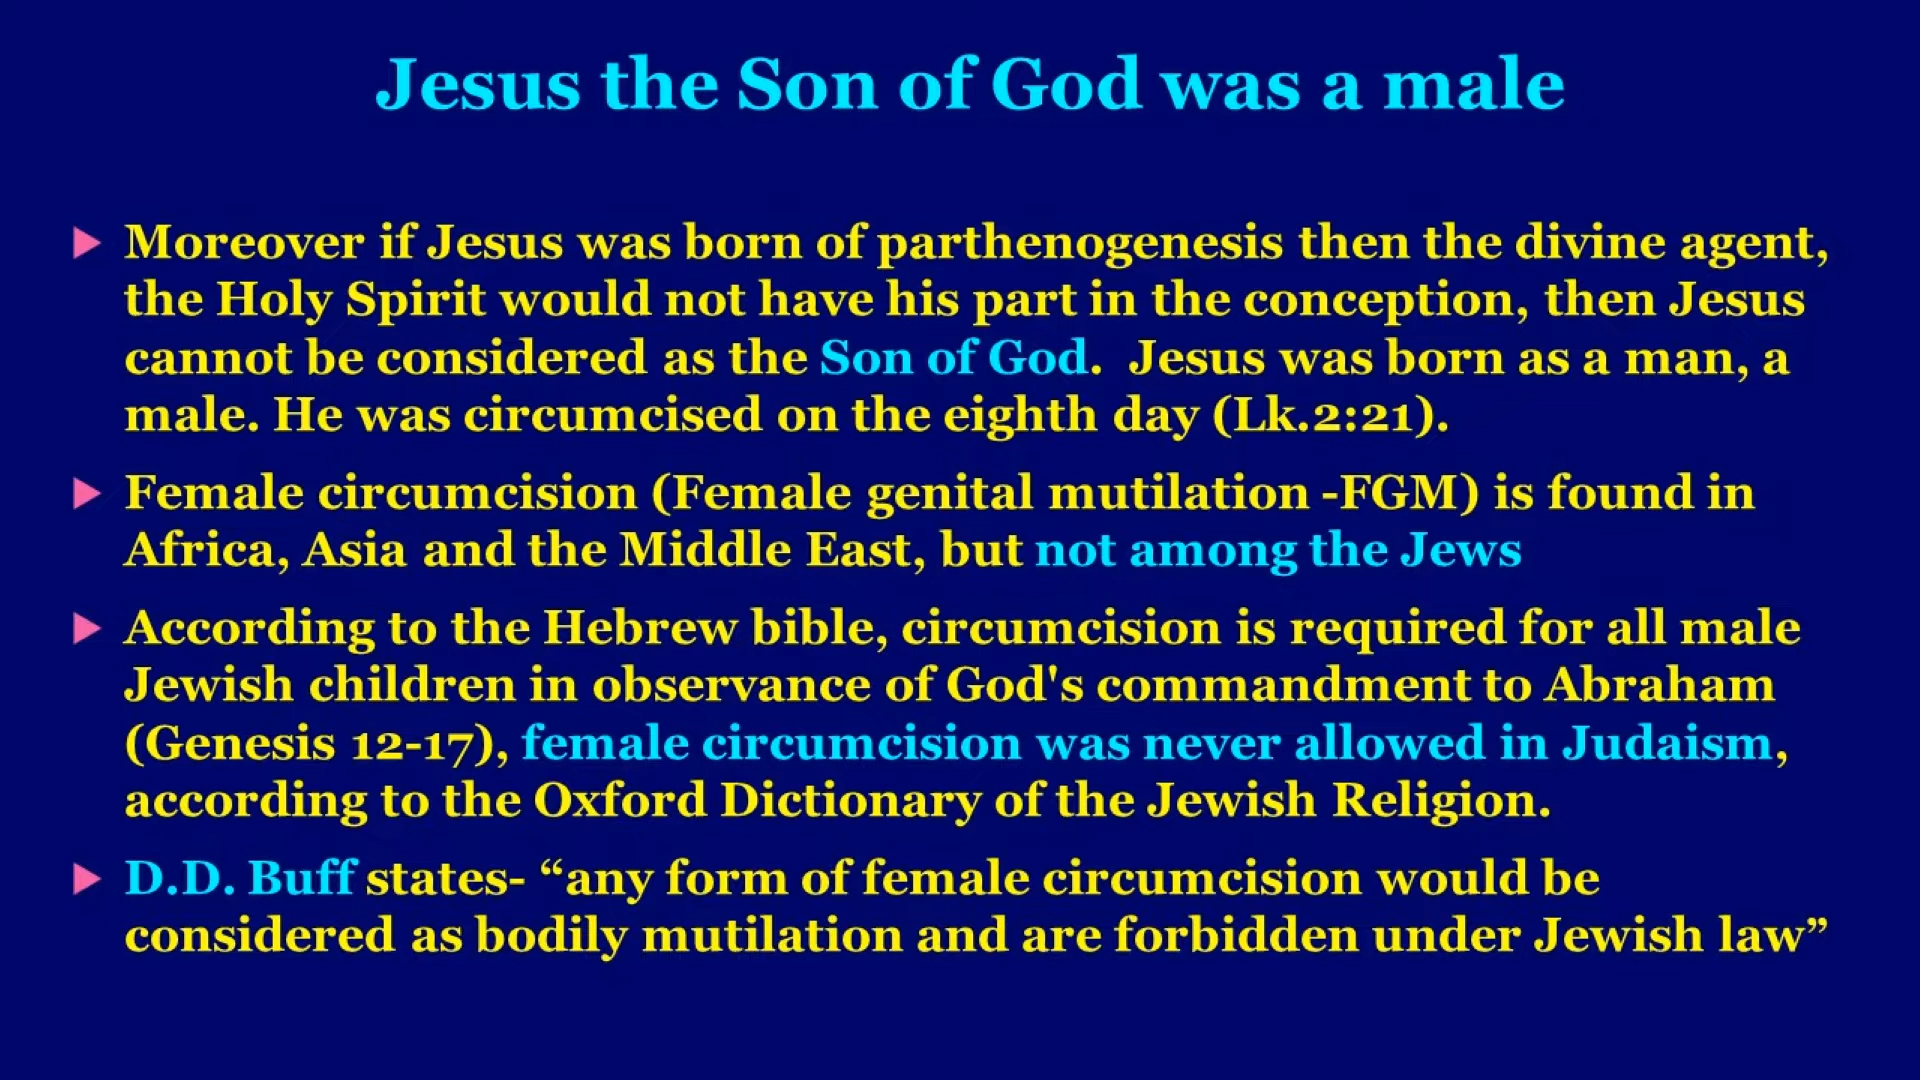 Jesus the Son of God was a male
Moreover if Jesus was born of parthenogenesis then the divine agent,
the Holy Spirit would not have his part in the conception, then Jesus
cannot be considered as the Son of God.  Jesus was born as a man, a
male. He was circumcised on the eighth day (Lk.2:21).
Female circumcision (Female genital mutilation -FGM) is found in
Africa, Asia and the Middle East, but not among the Jews
According to the Hebrew bible, circumcision is required for all male
Jewish children in observance of God's commandment to Abraham
(Genesis 12-17), female circumcision was never allowed in Judaism,
according to the Oxford Dictionary of the Jewish Religion.
D.D. Buff states- “any form of female circumcision would be
considered as bodily mutilation and are forbidden under Jewish law”